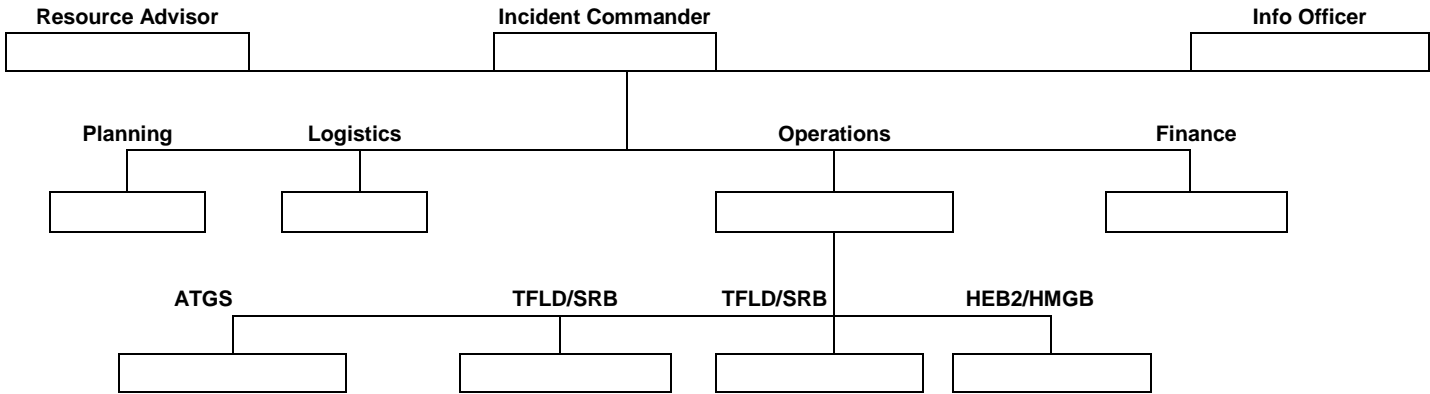 Resource Advisor
Incident Commander
Info Officer
Planning
Logistics
Operations
Finance
ATGS
TFLD/SRB
TFLD/SRB
HEB2/HMGB